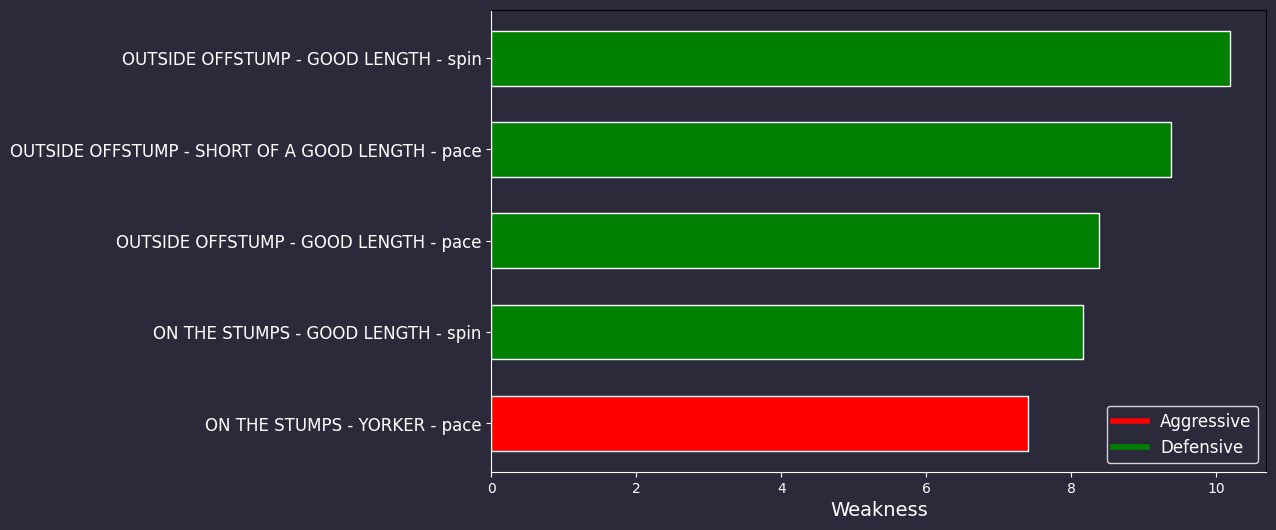 OUTSIDE OFFSTUMP - GOOD LENGTH - spin
OUTSIDE OFFSTUMP - SHORT OF A GOOD LENGTH - pace
OUTSIDE OFFSTUMP - GOOD LENGTH - pace
ON THE STUMPS - GOOD LENGTH - spin
ON THE STUMPS - YORKER - pace
Aggressive
Defensive
0 2 4 6 8 10
Weakness